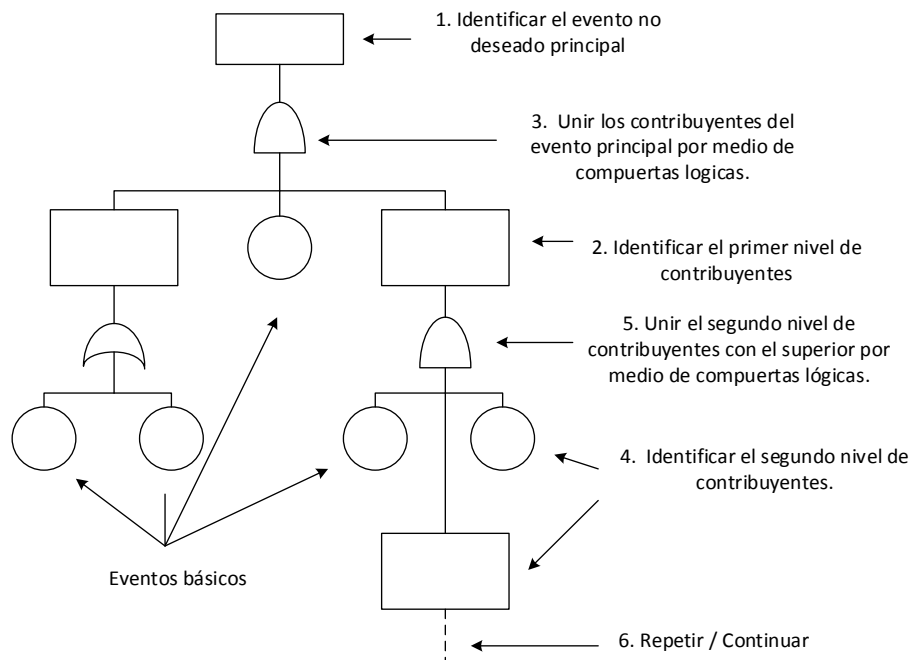 1. Identificar el evento no
deseado principal
3. Unir los contribuyentes del
evento principal por medio de
compuertas logicas.
2. Identificar el primer nivel de
contribuyentes
5. Unir el segundo nivel de
contribuyentes con el superior por
medio de compuertas lógicas.
4. Identificar el segundo nivel de
contribuyentes.
Eventos básicos
6. Repetir / Continuar